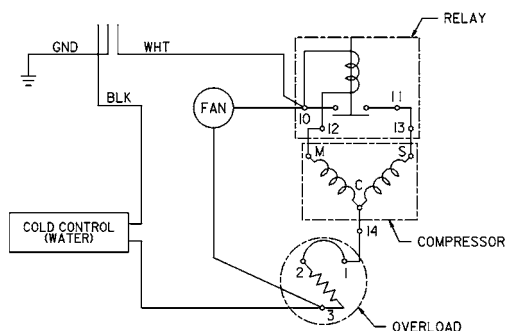 RELAY
GND
WHT
BLK
FAN
10
11
12
13
M
S
C
14
COLD CONTROL
(WATER)
COMPRESSOR
2
1
3
OVERLOAD